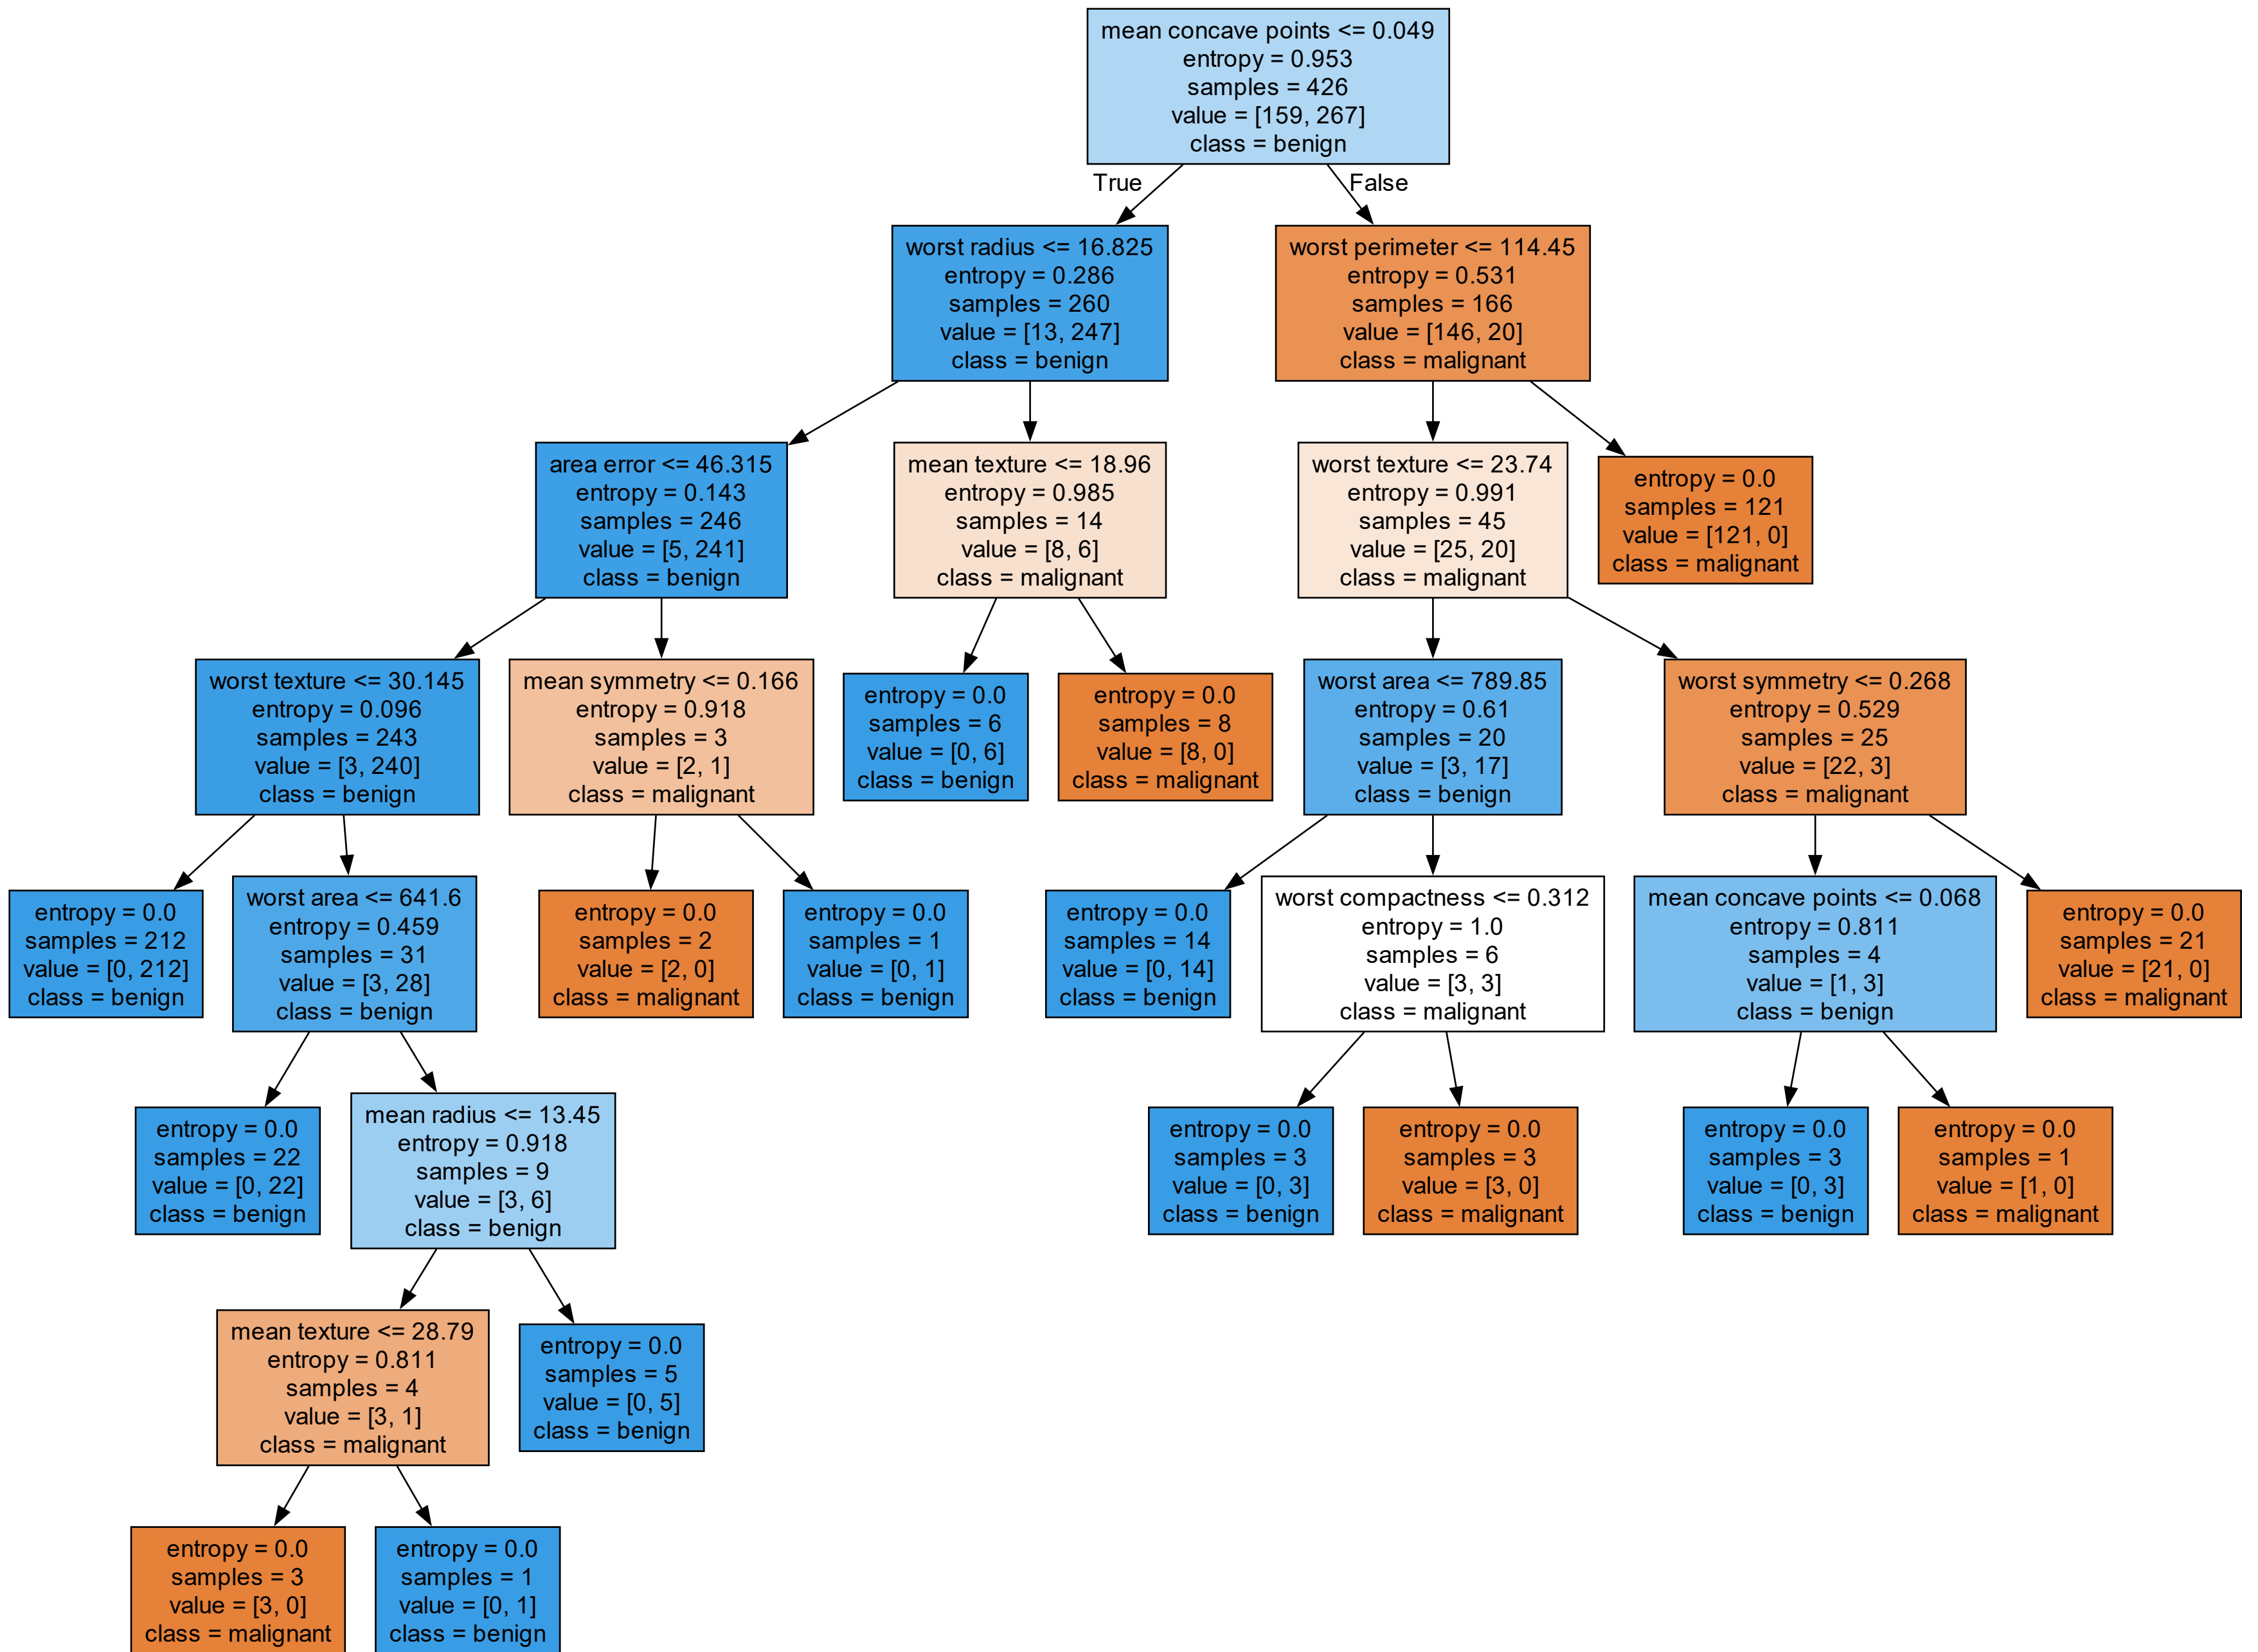 mean concave points <= 0.049
entropy = 0.953
samples = 426
value = [159, 267]
class = benign
True
False
worst radius <= 16.825
entropy = 0.286
samples = 260
value = [13, 247]
class = benign
worst perimeter <= 114.45
entropy = 0.531
samples = 166
value = [146, 20]
class = malignant
area error <= 46.315
entropy = 0.143
samples = 246
value = [5, 241]
class = benign
mean texture <= 18.96
entropy = 0.985
samples = 14
value = [8, 6]
class = malignant
worst texture <= 23.74
entropy = 0.991
samples = 45
value = [25, 20]
class = malignant
entropy = 0.0
samples = 121
value = [121, 0]
class = malignant
worst texture <= 30.145
entropy = 0.096
samples = 243
value = [3, 240]
class = benign
mean symmetry <= 0.166
entropy = 0.918
samples = 3
value = [2, 1]
class = malignant
entropy = 0.0
samples = 6
value = [0, 6]
class = benign
entropy = 0.0
samples = 8
value = [8, 0]
class = malignant
worst area <= 789.85
entropy = 0.61
samples = 20
value = [3, 17]
class = benign
worst symmetry <= 0.268
entropy = 0.529
samples = 25
value = [22, 3]
class = malignant
entropy = 0.0
samples = 212
value = [0, 212]
class = benign
worst area <= 641.6
entropy = 0.459
samples = 31
value = [3, 28]
class = benign
entropy = 0.0
samples = 2
value = [2, 0]
class = malignant
entropy = 0.0
samples = 1
value = [0, 1]
class = benign
entropy = 0.0
samples = 14
value = [0, 14]
class = benign
worst compactness <= 0.312
entropy = 1.0
samples = 6
value = [3, 3]
class = malignant
mean concave points <= 0.068
entropy = 0.811
samples = 4
value = [1, 3]
class = benign
entropy = 0.0
samples = 21
value = [21, 0]
class = malignant
entropy = 0.0
samples = 22
value = [0, 22]
class = benign
mean radius <= 13.45
entropy = 0.918
samples = 9
value = [3, 6]
class = benign
entropy = 0.0
samples = 3
value = [0, 3]
class = benign
entropy = 0.0
samples = 3
value = [3, 0]
class = malignant
entropy = 0.0
samples = 3
value = [0, 3]
class = benign
entropy = 0.0
samples = 1
value = [1, 0]
class = malignant
mean texture <= 28.79
entropy = 0.811
samples = 4
value = [3, 1]
class = malignant
entropy = 0.0
samples = 5
value = [0, 5]
class = benign
entropy = 0.0
samples = 3
value = [3, 0]
class = malignant
entropy = 0.0
samples = 1
value = [0, 1]
class = benign